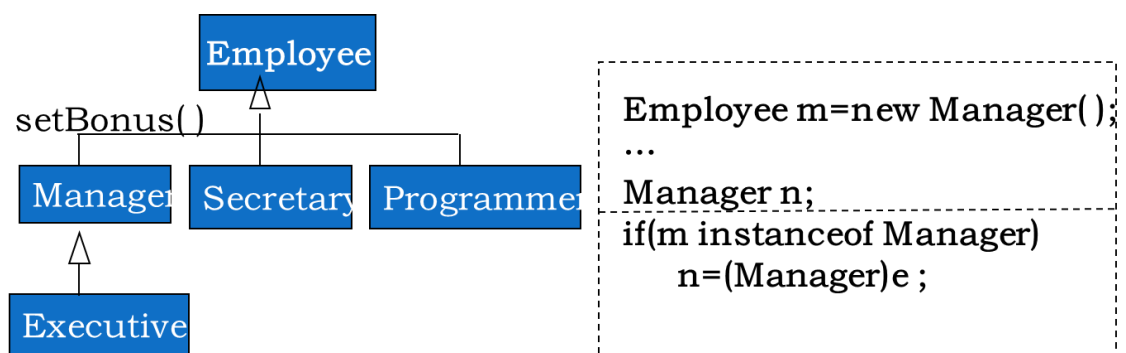 Employee
setBonus( )
Manager
Secretary
Programmer
Executive
Employee m=new Manager( );
...
Manager n;
if(m instanceof Manager)
n=(Manager)e ;